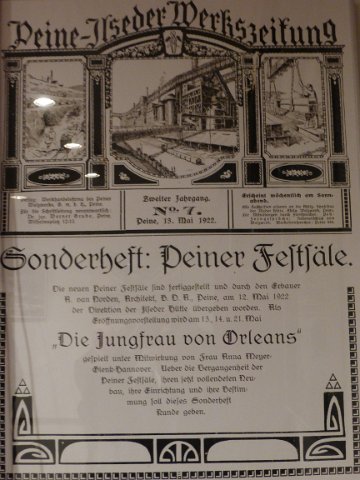 Peine-Ilseder Werkszeitung
Zweiter Jahrgang.
No. 7.
Peine, 13. Mai 1922.
Erscheint wöchentlich am Sonn-
abend.
Sonderheft: Peiner Festsäle.
Die neuen Peiner Festsäle sind fertiggestellt und durch den Erbauer
A. van Norden, Architekt, B. D. A., Peine, am 12. Mai 1922
der Direktion der Ilseder Hütte übergeben worden. Als
Eröffnungsvorstellung wird am 13., 14. u. 21. Mai
„Die Jungfrau von Orleans"
gespielt unter Mitwirkung von Frau Anna Meyer-
Glenk-Hannover. Ueber die Vergangenheit der
Peiner Festsäle, ihren jetzt vollendeten Neu-
bau, ihre Einrichtung und ihre Bestim-
mung soll dieses Sonderheft
Kunde geben.